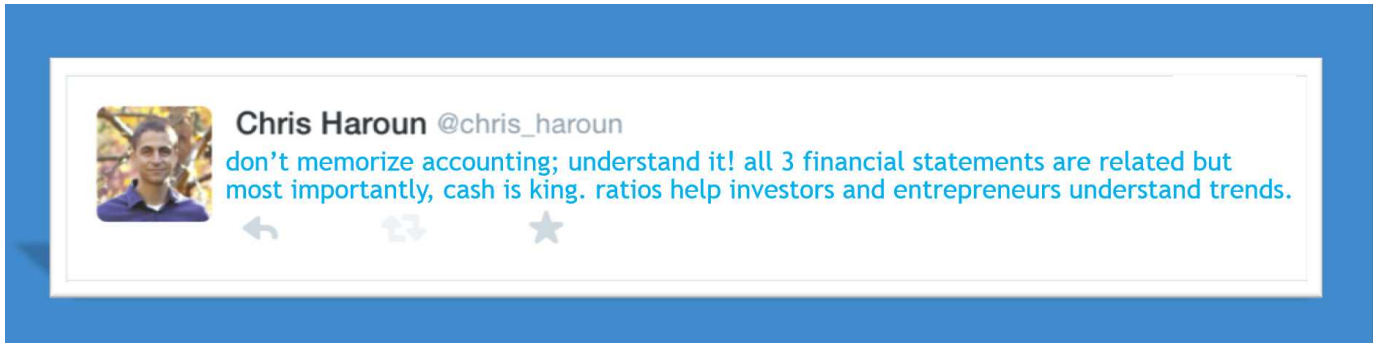 Chris Haroun @chris_haroun
don’t memorize accounting; understand it! all 3 financial statements are related but
most importantly, cash is king. ratios help investors and entrepreneurs understand trends.